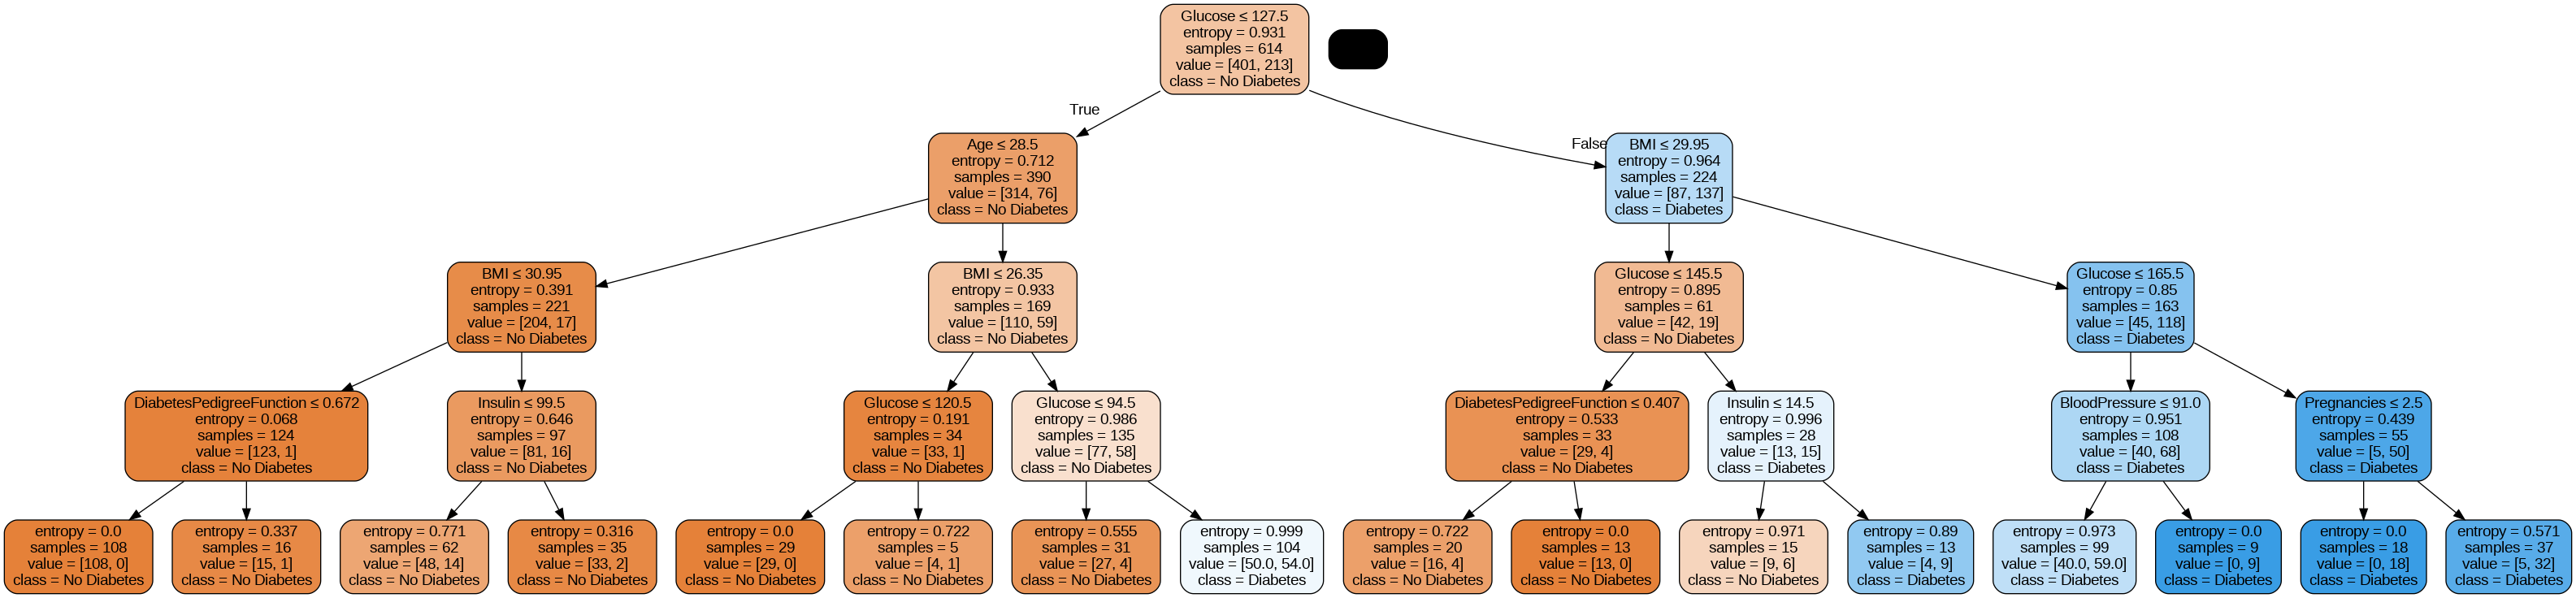 Glucose ≤ 127.5
entropy = 0.931
samples = 614
value = [401, 213]
class = No Diabetes
True
False
Age ≤ 28.5
entropy = 0.712
samples = 390
value = [314, 76]
class = No Diabetes
BMI ≤ 29.95
entropy = 0.964
samples = 224
value = [87, 137]
class = Diabetes
BMI ≤ 30.95
entropy = 0.391
samples = 221
value = [204, 17]
class = No Diabetes
BMI ≤ 26.35
entropy = 0.933
samples = 169
value = [110, 59]
class = No Diabetes
Glucose ≤ 145.5
entropy = 0.895
samples = 61
value = [42, 19]
class = No Diabetes
Glucose ≤ 165.5
entropy = 0.85
samples = 163
value = [45, 118]
class = Diabetes
DiabetesPedigreeFunction ≤ 0.672
entropy = 0.068
samples = 124
value = [123, 1]
class = No Diabetes
Insulin ≤ 99.5
entropy = 0.646
samples = 97
value = [81, 16]
class = No Diabetes
Glucose ≤ 120.5
entropy = 0.191
samples = 34
value = [33, 1]
class = No Diabetes
Glucose ≤ 94.5
entropy = 0.986
samples = 135
value = [77, 58]
class = No Diabetes
DiabetesPedigreeFunction ≤ 0.407
entropy = 0.533
samples = 33
value = [29, 4]
class = No Diabetes
Insulin ≤ 14.5
entropy = 0.996
samples = 28
value = [13, 15]
class = Diabetes
BloodPressure ≤ 91.0
entropy = 0.951
samples = 108
value = [40, 68]
class = Diabetes
Pregnancies ≤ 2.5
entropy = 0.439
samples = 55
value = [5, 50]
class = Diabetes
entropy = 0.0
samples = 108
value = [108, 0]
class = No Diabetes
entropy = 0.337
samples = 16
value = [15, 1]
class = No Diabetes
entropy = 0.771
samples = 62
value = [48, 14]
class = No Diabetes
entropy = 0.316
samples = 35
value = [33, 2]
class = No Diabetes
entropy = 0.0
samples = 29
value = [29, 0]
class = No Diabetes
entropy = 0.722
samples = 5
value = [4, 1]
class = No Diabetes
entropy = 0.555
samples = 31
value = [27, 4]
class = No Diabetes
entropy = 0.999
samples = 104
value = [50.0, 54.0]
class = Diabetes
entropy = 0.722
samples = 20
value = [16, 4]
class = No Diabetes
entropy = 0.0
samples = 13
value = [13, 0]
class = No Diabetes
entropy = 0.971
samples = 15
value = [9, 6]
class = No Diabetes
entropy = 0.89
samples = 13
value = [4, 9]
class = Diabetes
entropy = 0.973
samples = 99
value = [40.0, 59.0]
class = Diabetes
entropy = 0.0
samples = 9
value = [0, 9]
class = Diabetes
entropy = 0.0
samples = 18
value = [0, 18]
class = Diabetes
entropy = 0.571
samples = 37
value = [5, 32]
class = Diabetes